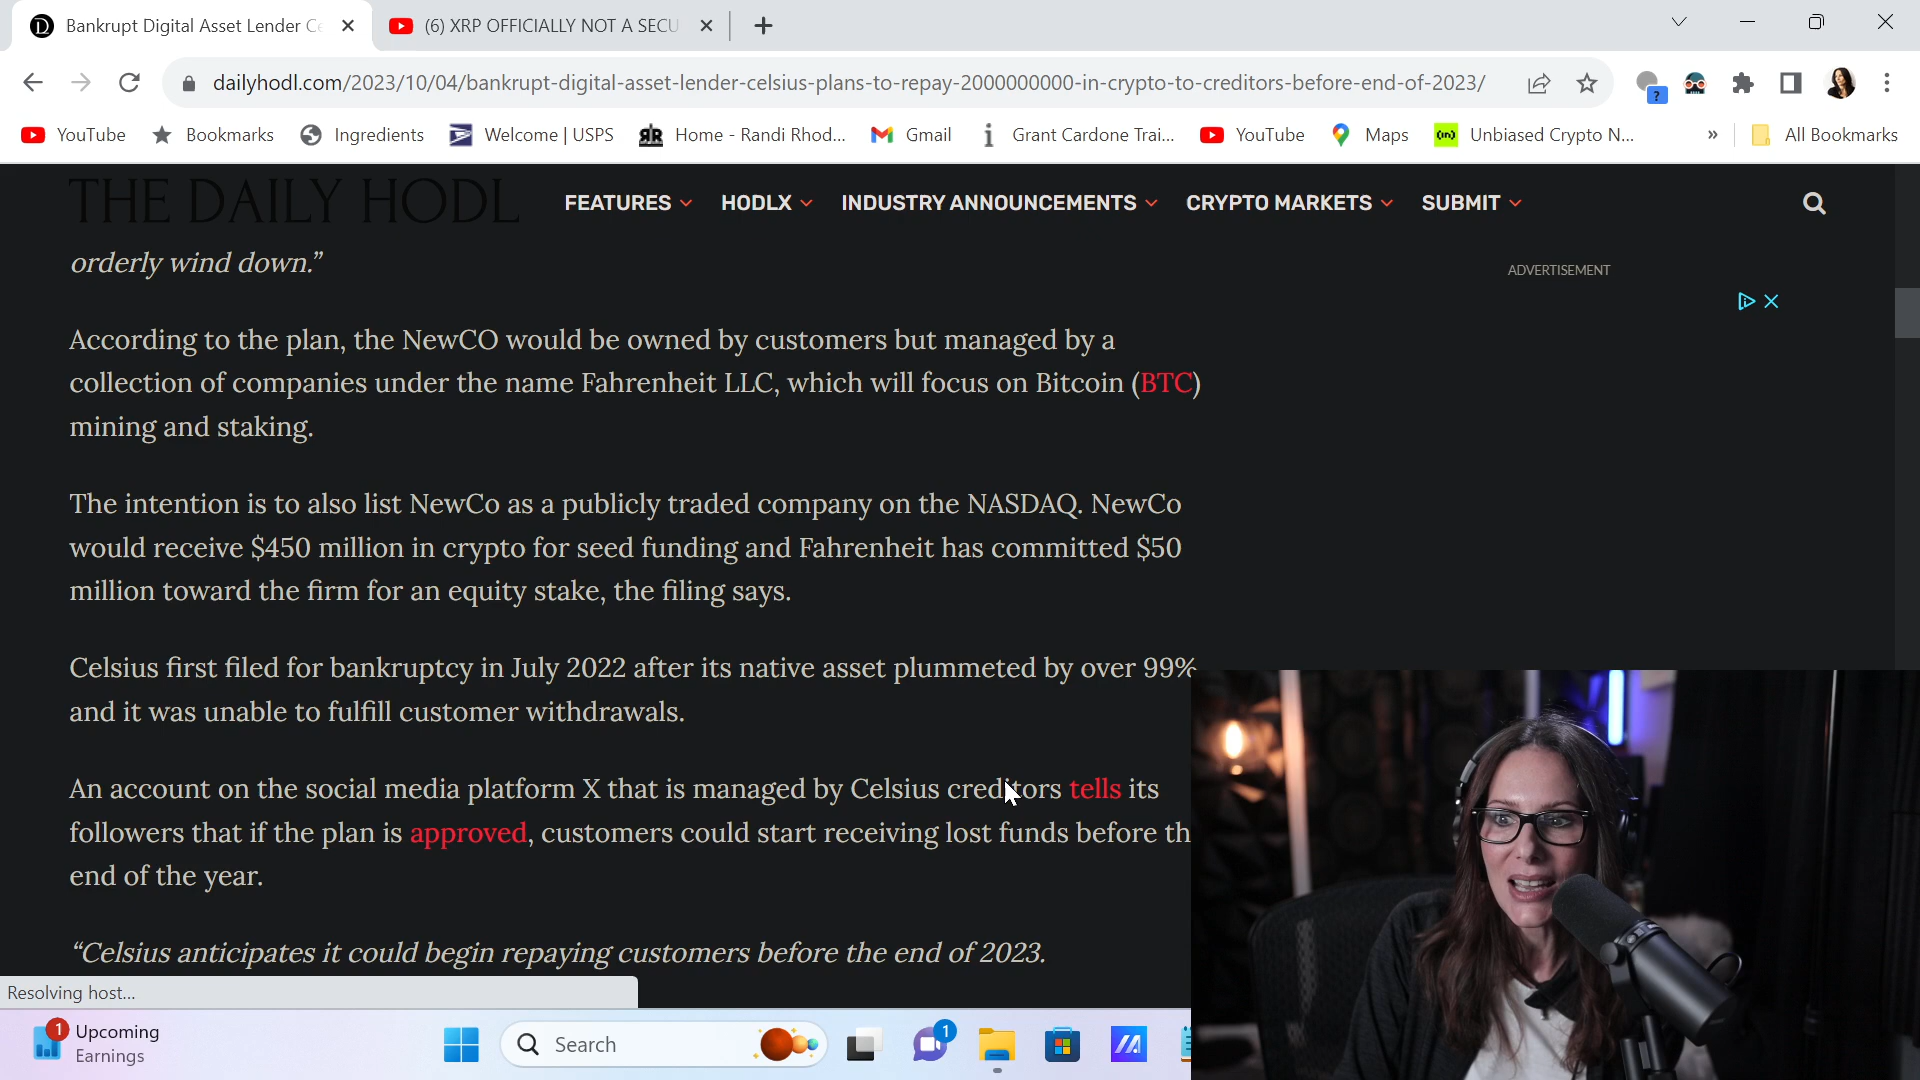 Bankrupt Digital Asset Lender Ce
(6) XRP OFFICIALLY NOT A SECU
dailyhodl.com/2023/10/04/bankrupt-digital-asset-lender-celsius-plans-to-repay-2000000000-in-crypto-to-creditors-before-end-of-2023/
?
YouTube
Bookmarks
Ingredients
Welcome | USPS
Home - Randi Rhod...
Gmail
Grant Cardone Trai...
YouTube
Maps
Unbiased Crypto N...
»
All Bookmarks
THE DAILY HODL
FEATURES
HODLX
INDUSTRY ANNOUNCEMENTS
CRYPTO MARKETS
SUBMIT
orderly wind down.”
ADVERTISEMENT
According to the plan, the NewCO would be owned by customers but managed by a
collection of companies under the name Fahrenheit LLC, which will focus on Bitcoin (BTC)
mining and staking.
The intention is to also list NewCo as a publicly traded company on the NASDAQ. NewCo
would receive $450 million in crypto for seed funding and Fahrenheit has committed $50
million toward the firm for an equity stake, the filing says.
Celsius first filed for bankruptcy in July 2022 after its native asset plummeted by over 99%
and it was unable to fulfill customer withdrawals.
An account on the social media platform X that is managed by Celsius creditors tells its
followers that if the plan is approved, customers could start receiving lost funds before th
end of the year.
“Celsius anticipates it could begin repaying customers before the end of 2023.
Resolving host...
1
Upcoming
Earnings
Search
1